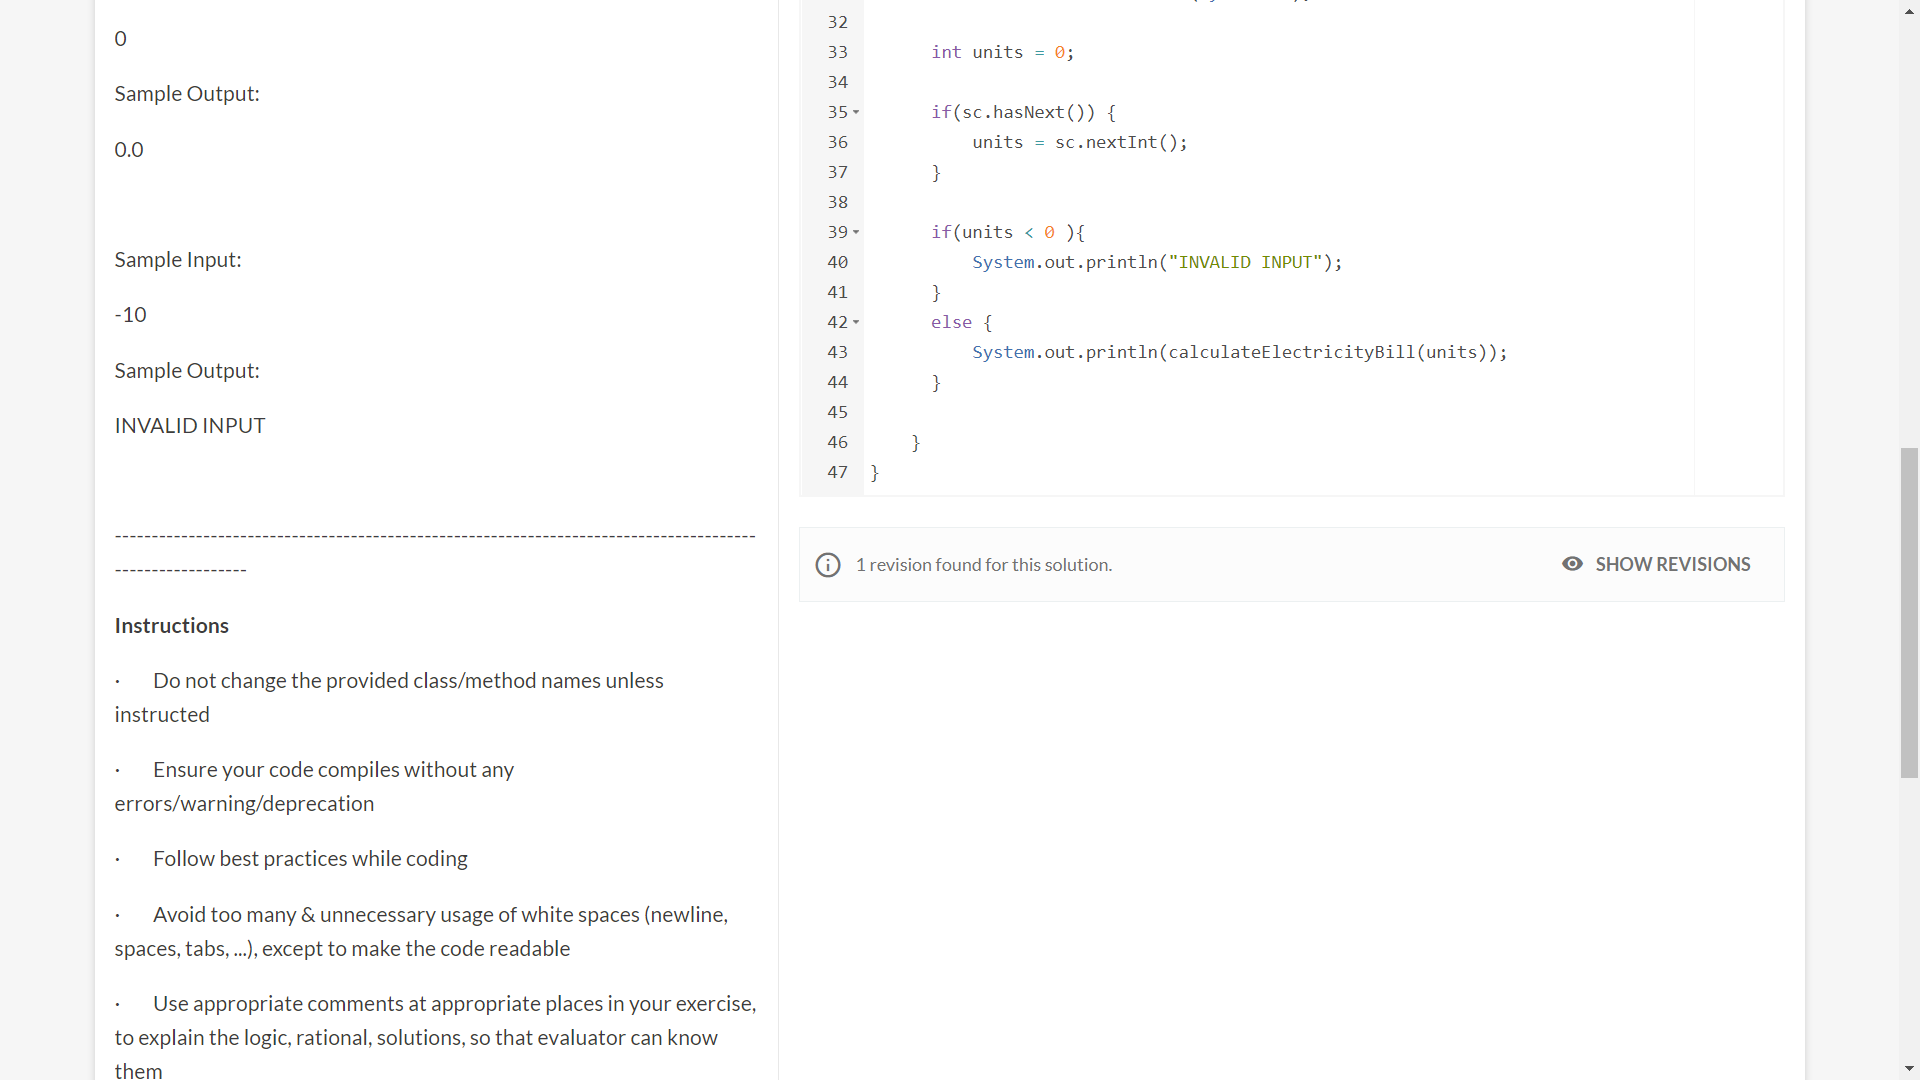 0
Sample Output:
0.0
Sample Input:
-10
Sample Output:
INVALID INPUT
---------------------------------------------------------------------------------------
------------------
Instructions
· Do not change the provided class/method names unless
instructed
· Ensure your code compiles without any
errors/warning/deprecation
· Follow best practices while coding
· Avoid too many & unnecessary usage of white spaces (newline,
spaces, tabs, ...), except to make the code readable
· Use appropriate comments at appropriate places in your exercise,
to explain the logic, rational, solutions, so that evaluator can know
them
32
33 int units = 0;
34
35 if(sc.hasNext()) {
36 units = sc.nextInt();
37 }
38
39 if(units < 0 ){
40 System.out.println("INVALID INPUT");
41 }
42 else {
43 System.out.println(calculateElectricityBill(units));
44 }
45
46 }
47 }
1 revision found for this solution.
SHOW REVISIONS